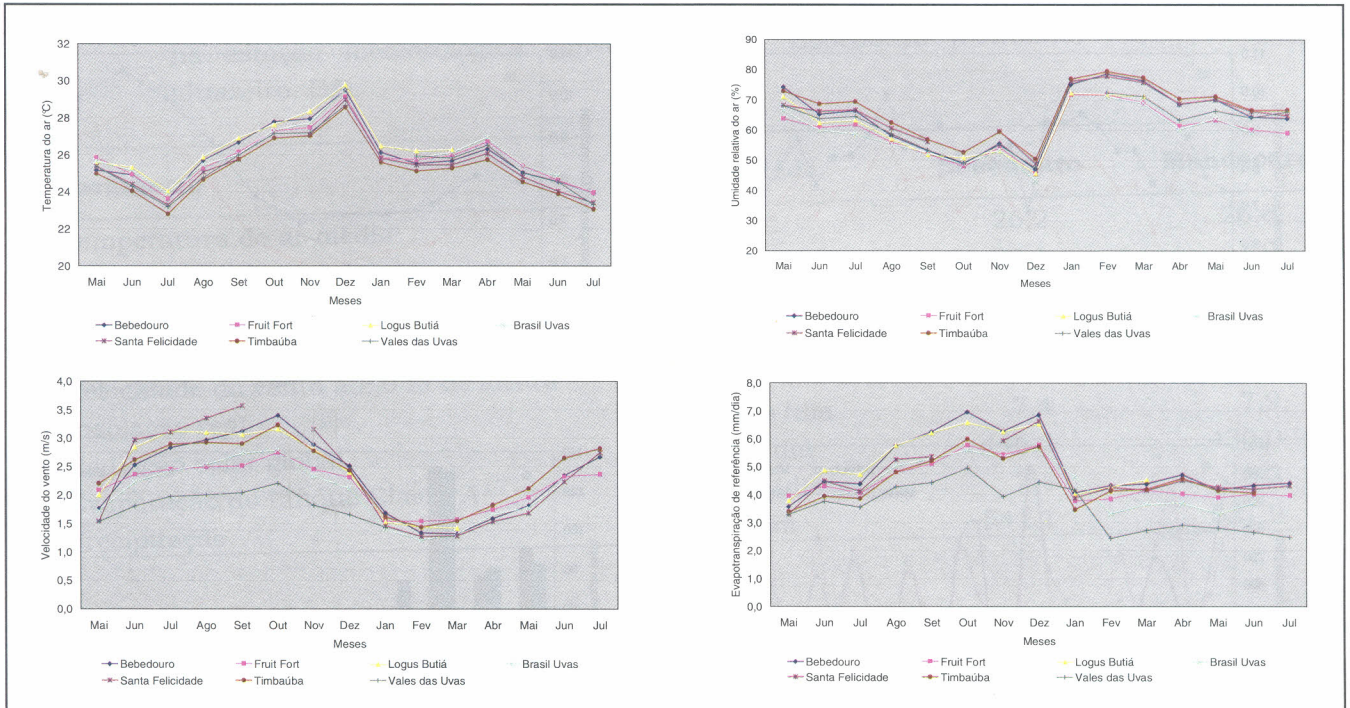 32
30
28
26
24
22
20
Temperatura do ar (°C)
Mai Jun Jul Ago Set Out Nov Dez Jan Fev Mar Abr Mai Jun Jul
Meses
Bebedouro Fruit Fort Logus Butiá Brasil Uvas
Santa Felicidade Timbaúba Vales das Uvas
90
80
70
60
50
40
30
20
Umidade relativa do ar (%)
Mai Jun Jul Ago Set Out Nov Dez Jan Fev Mar Abr Mai Jun Jul
Meses
Bebedouro Fruit Fort Logus Butiá Brasil Uvas
Santa Felicidade Timbaúba Vales das Uvas
4,0
3,5
3,0
2,5
2,0
1,5
1,0
0,5
0,0
Velocidade do vento (m/s)
Mai Jun Jul Ago Set Out Nov Dez Jan Fev Mar Abr Mai Jun Jul
Meses
Bebedouro Fruit Fort Logus Butiá Brasil Uvas
Santa Felicidade Timbaúba Vales das Uvas
8,0
7,0
6,0
5,0
4,0
3,0
2,0
1,0
0,0
Evapotranspiração de referência (mm/dia)
Mai Jun Jul Ago Set Out Nov Dez Jan Fev Mar Abr Mai Jun Jul
Meses
Bebedouro Fruit Fort Logus Butiá Brasil Uvas
Santa Felicidade Timbaúba Vales das Uvas